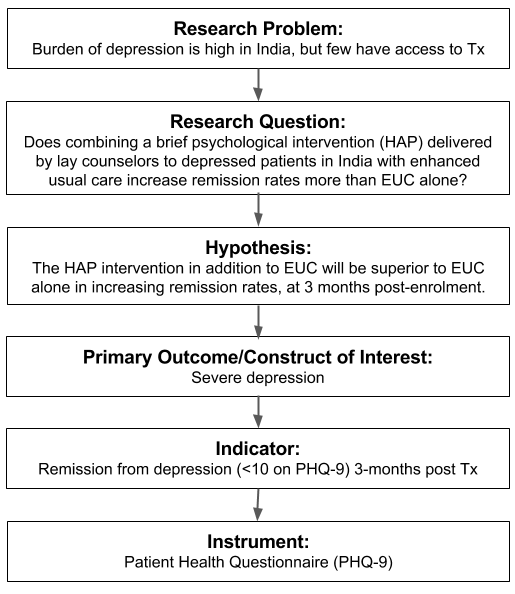 Research Problem:
Burden of depression is high in India, but few have access to Tx
Research Question:
Does combining a brief psychological intervention (HAP) delivered
by lay counselors to depressed patients in India with enhanced
usual care increase remission rates more than EUC alone?
Hypothesis:
The HAP intervention in addition to EUC will be superior to EUC
alone in increasing remission rates, at 3 months post-enrolment.
Primary Outcome/Construct of Interest:
Severe depression
Indicator:
Remission from depression (<10 on PHQ-9) 3-months post Tx
Instrument:
Patient Health Questionnaire (PHQ-9)